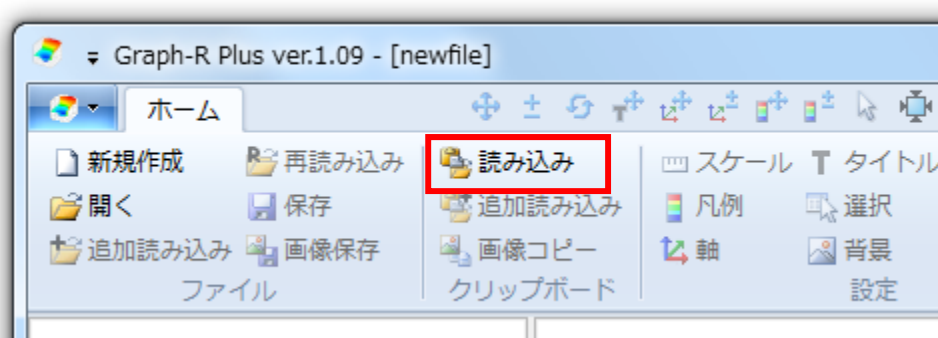 Graph-R Plus ver.1.09 - [newfile]
ホーム
新規作成 再読み込み 読み込み スケール タイトル
開く 保存 追加読み込み 凡例 選択
追加読み込み 画像保存 画像コピー 軸 背景
ファイル クリップボード 設定